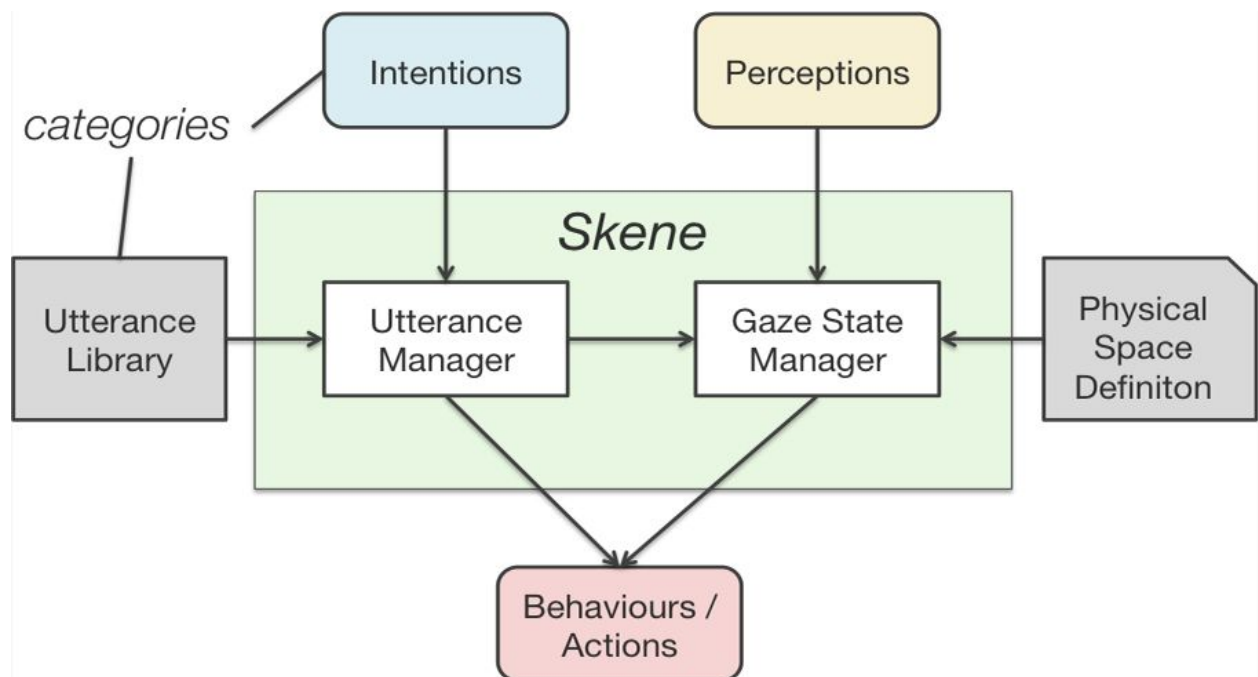 Intentions
Perceptions
categories
Skene
Utterance
Library
Utterance
Manager
Gaze State
Manager
Physical
Space
Definiton
Behaviours /
Actions